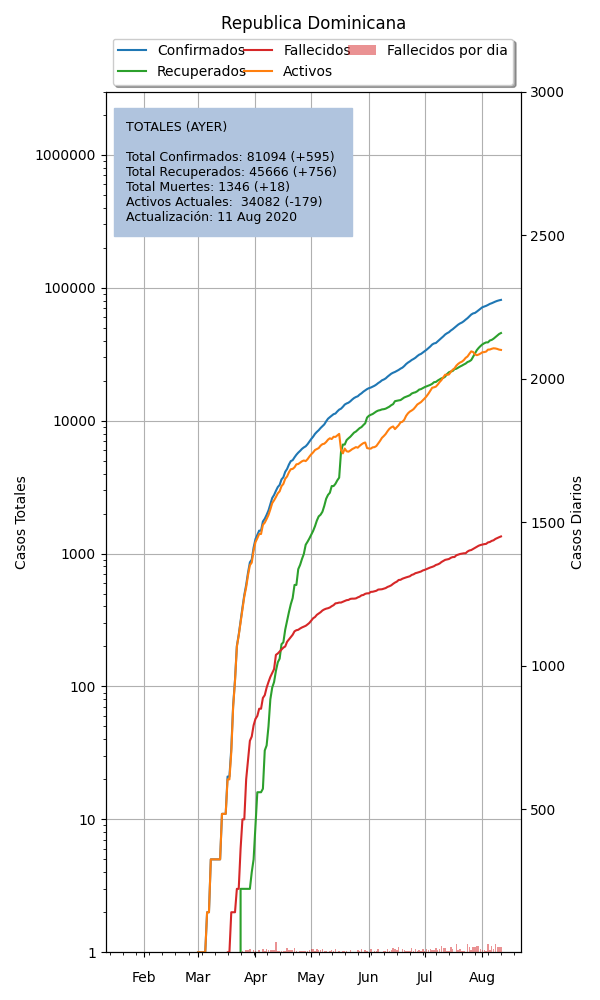 Republica Dominicana
Confirmados Fallecidos Fallecidos por dia
Recuperados Activos
TOTALES (AYER)
Total Confirmados: 81094 (+595)
Total Recuperados: 45666 (+756)
Total Muertes: 1346 (+18)
Activos Actuales: 34082 (-179)
Actualización: 11 Aug 2020
Casos Totales
1000000
100000
10000
1000
100
10
1
Casos Diarios
3000
2500
2000
1500
1000
500
Feb Mar Apr May Jun Jul Aug